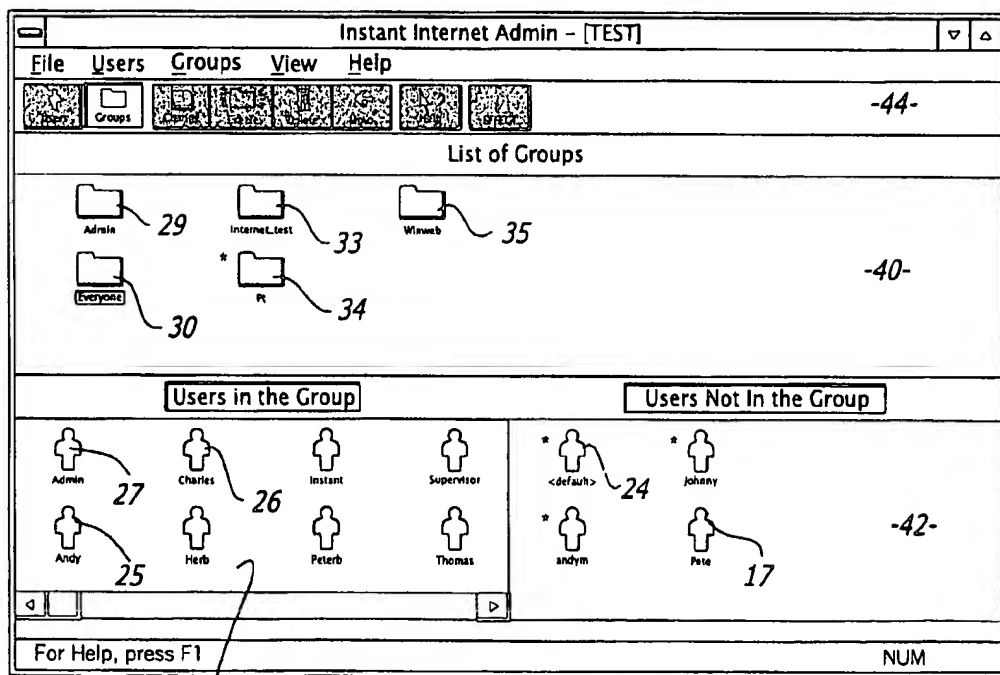 Instant Internet Admin – [TEST]
File Users Groups View Help
Users Groups
-44-
List of Groups
Admin 29 Internet_test 33 Winweb 35
* -40-
Everyone 30 Pt 34
Users in the Group Users Not In the Group
* *
Admin 27 Charles 26 Instant Supervisor <default> 24 Johnny
* -42-
Andy 25 Herb Peterb Thomas andym Pete 17
For Help, press F1 NUM